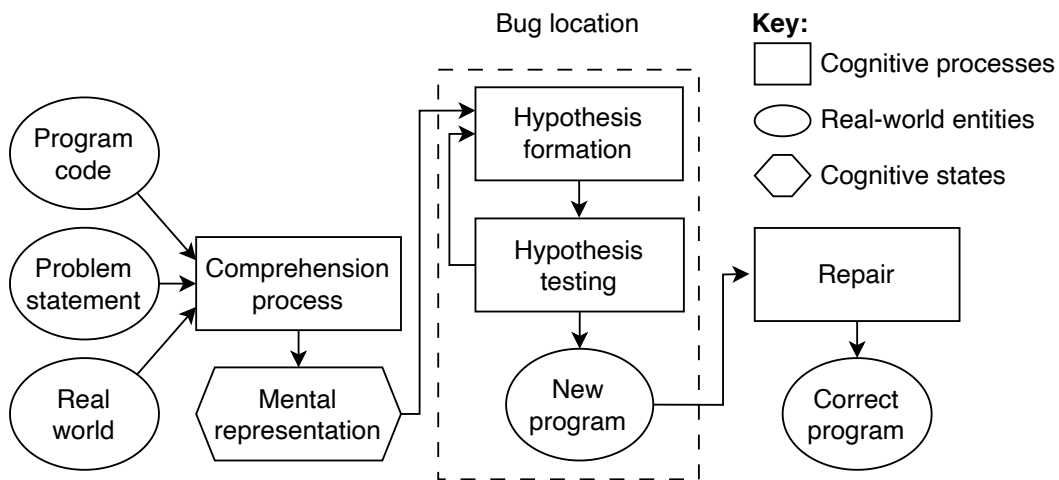 Bug location
Key:
Cognitive processes
Real-world entities
Cognitive states
Program
code
Problem
statement
Real
world
Comprehension
process
Mental
representation
Hypothesis
formation
Hypothesis
testing
New
program
Repair
Correct
program